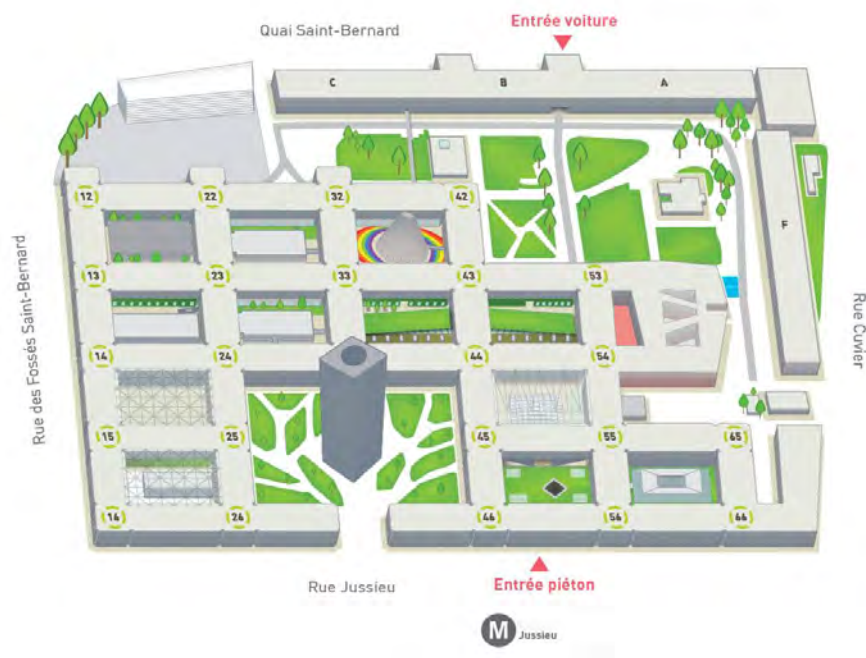 Entrée voiture
Quai Saint-Bernard
C B A
12 22 32 42
F
13 23 33 43 53
Rue des Fossés Saint-Bernard
Rue Cuvier
14 24 44 54
15 25 45 55 65
16 26 46 56 66
Rue Jussieu
Entrée piéton
M Jussieu